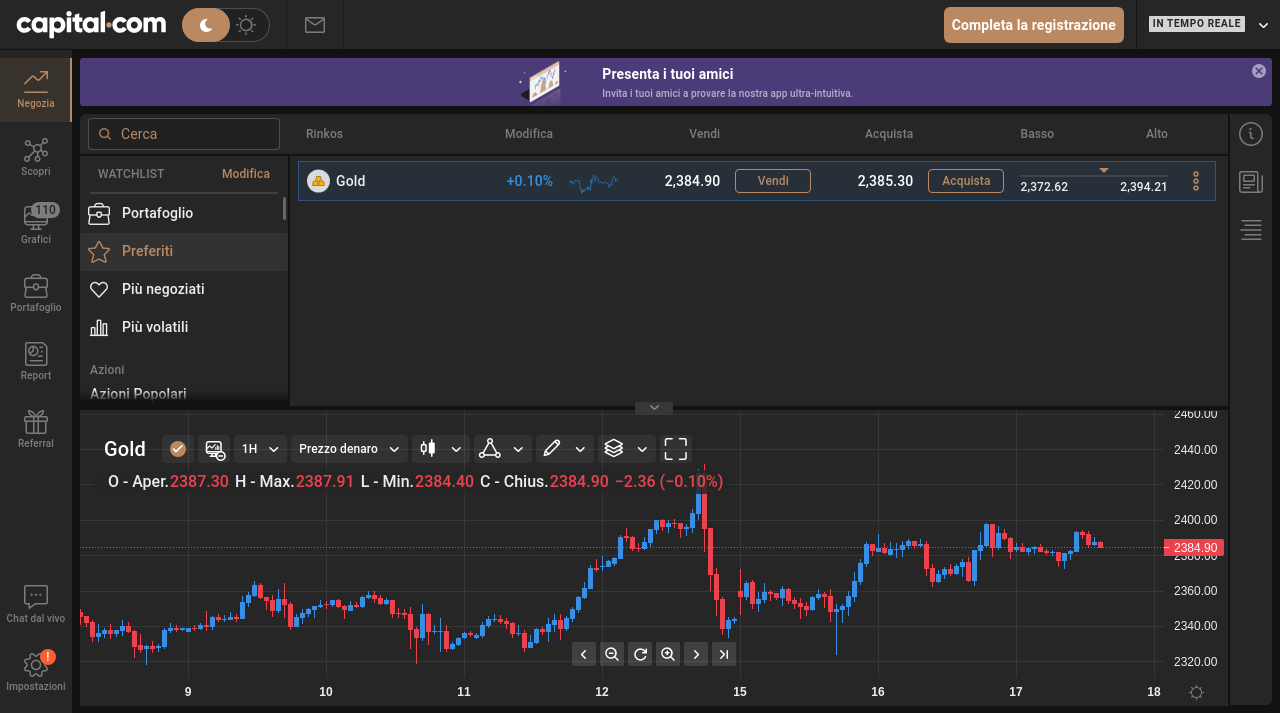 capital.com
Completa la registrazione
IN TEMPO REALE
Negozia
Scopri
110
Grafici
Portafoglio
Report
Referral
Chat dal vivo
!
Impostazioni
Presenta i tuoi amici
Invita i tuoi amici a provare la nostra app ultra-intuitiva.
Cerca
WATCHLIST Modifica
Portafoglio
Preferiti
Più negoziati
Più volatili
Azioni
Azioni Popolari
Rinkos Modifica Vendi Acquista Basso Alto
Gold +0.10% 2,384.90 Vendi 2,385.30 Acquista 2,372.62 2,394.21
Gold 1H Prezzo denaro
O - Aper.2387.30 H - Max.2387.91 L - Min.2384.40 C - Chius.2384.90 −2.36 (−0.10%)
2460.00
2440.00
2420.00
2400.00
2384.90
2380.00
2360.00
2340.00
2320.00
9 10 11 12 15 16 17 18